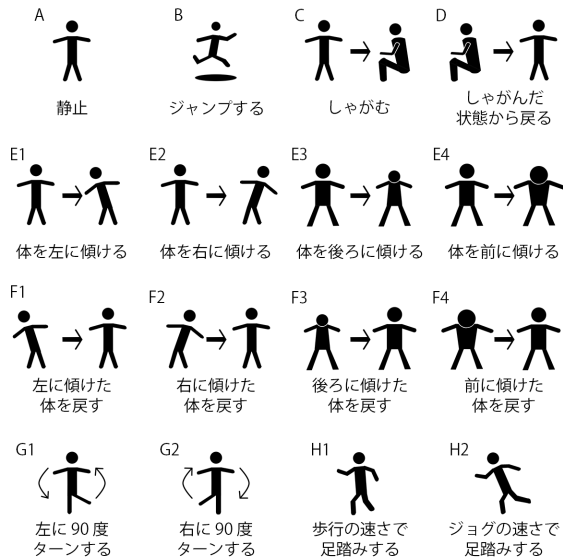 A
B
C
D
静止
ジャンプする
しゃがむ
しゃがんだ
状態から戻る
E1
E2
E3
E4
体を左に傾ける
体を右に傾ける
体を後ろに傾ける
体を前に傾ける
F1
F2
F3
F4
左に傾けた
体を戻す
右に傾けた
体を戻す
後ろに傾けた
体を戻す
前に傾けた
体を戻す
G1
G2
H1
H2
左に 90 度
ターンする
右に 90 度
ターンする
歩行の速さで
足踏みする
ジョグの速さで
足踏みする